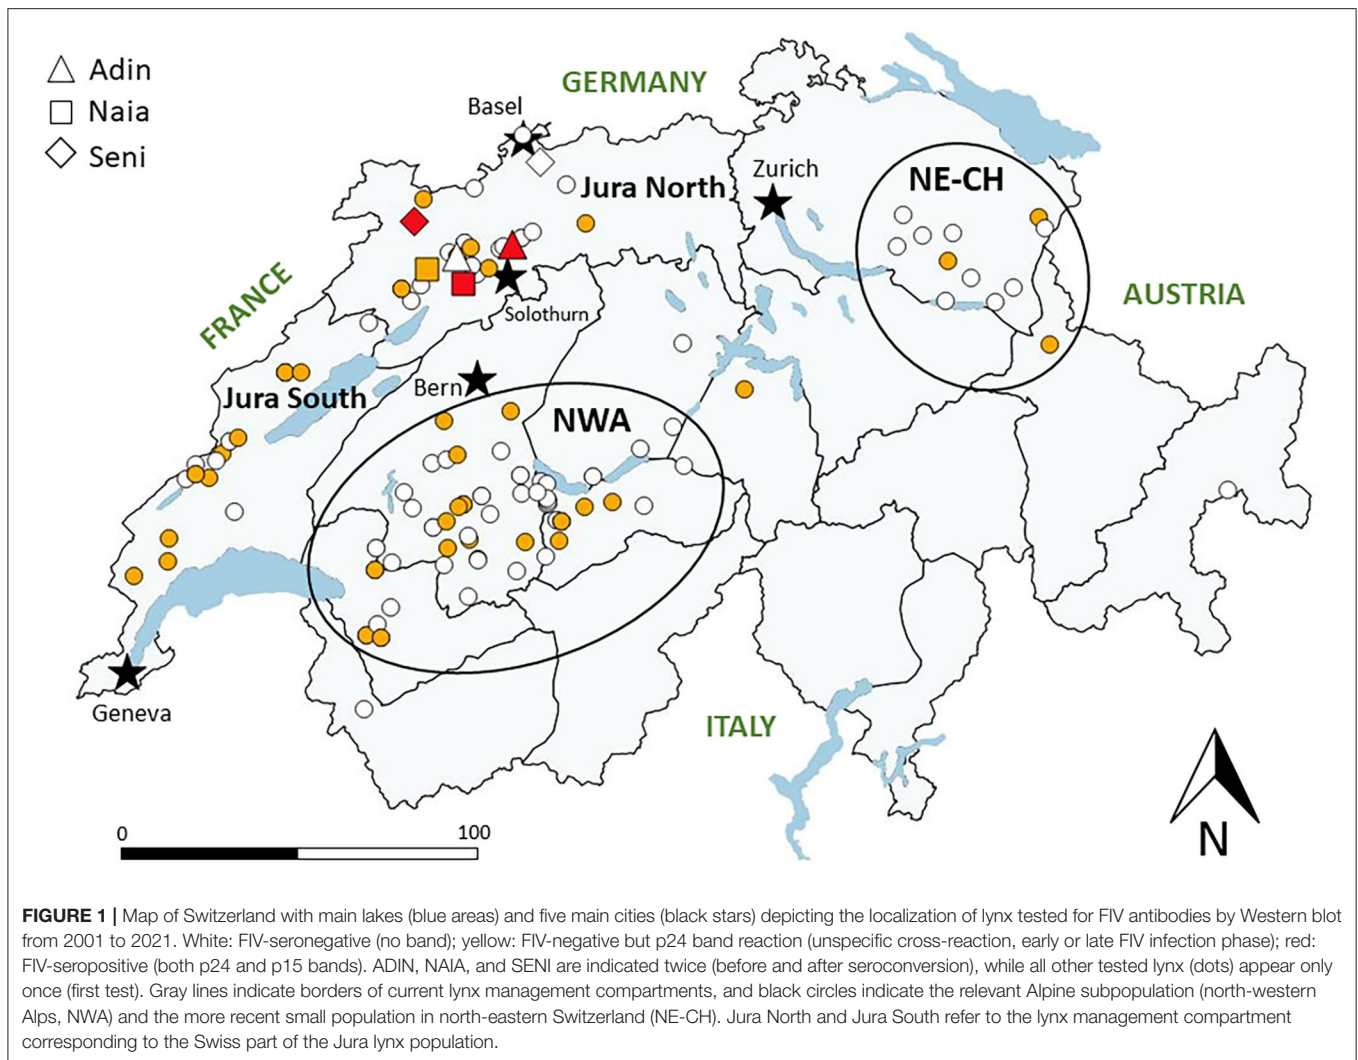 Adin
Naia
Seni
GERMANY
Basel
Zurich
Jura North
NE-CH
FRANCE
AUSTRIA
Solothurn
Jura South
Bern
NWA
ITALY
Geneva
0
100
N
FIGURE 1 | Map of Switzerland with main lakes (blue areas) and five main cities (black stars) depicting the localization of lynx tested for FIV antibodies by Western blot
from 2001 to 2021. White: FIV-seronegative (no band); yellow: FIV-negative but p24 band reaction (unspecific cross-reaction, early or late FIV infection phase); red:
FIV-seropositive (both p24 and p15 bands). ADIN, NAIA, and SENI are indicated twice (before and after seroconversion), while all other tested lynx (dots) appear only
once (first test). Gray lines indicate borders of current lynx management compartments, and black circles indicate the relevant Alpine subpopulation (north-western
Alps, NWA) and the more recent small population in north-eastern Switzerland (NE-CH). Jura North and Jura South refer to the lynx management compartment
corresponding to the Swiss part of the Jura lynx population.